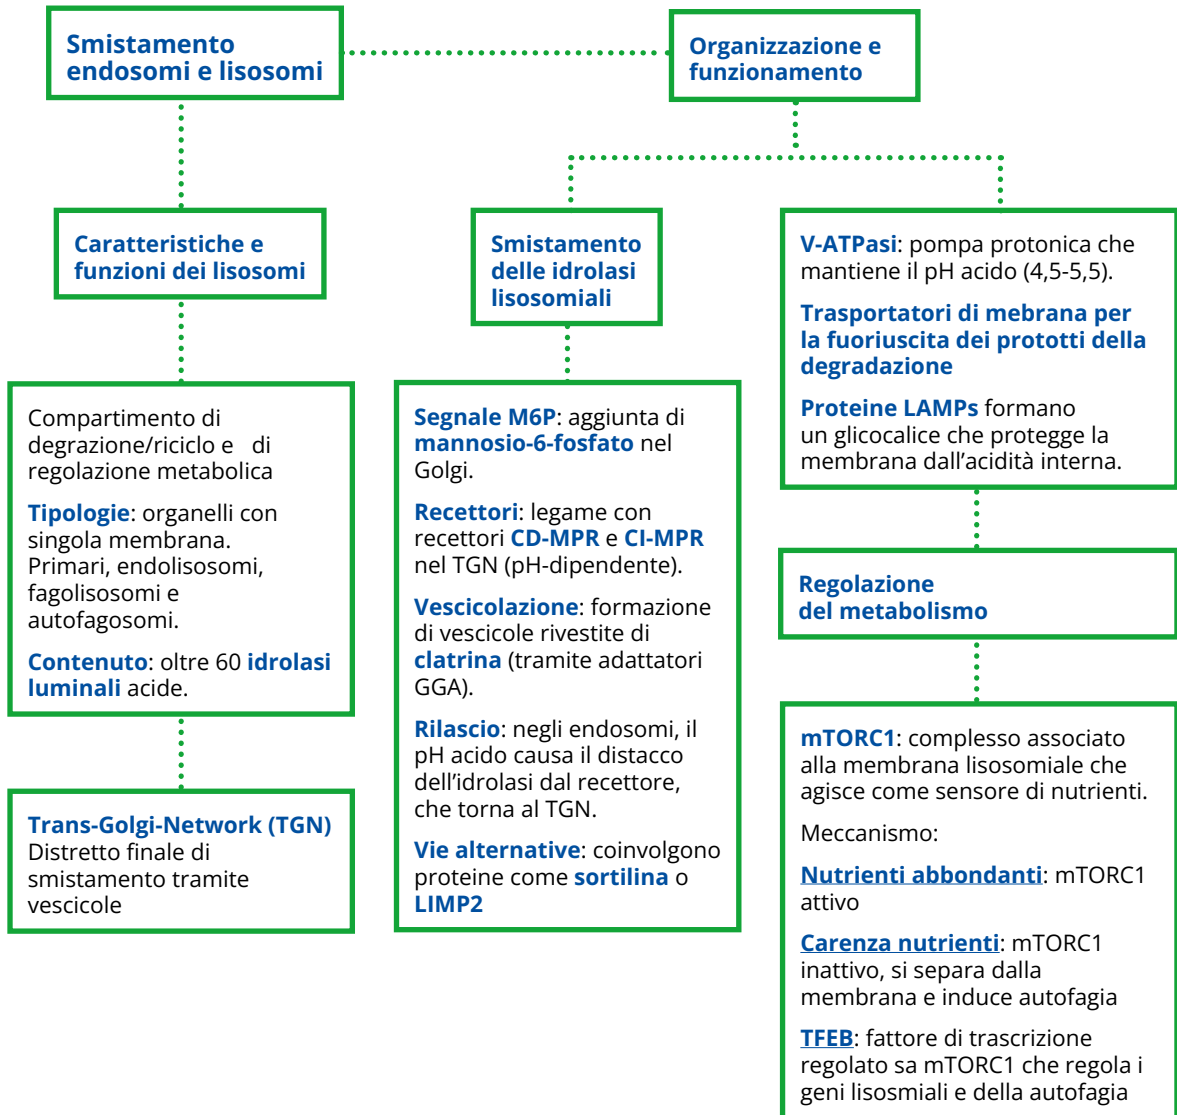 Smistamento
endosomi e lisosomi
Organizzazione e
funzionamento
Caratteristiche e
funzioni dei lisosomi
Compartimento di
degrazione/riciclo e di
regolazione metabolica
Tipologie: organelli con
singola membrana.
Primari, endolisosomi,
fagolisosomi e
autofagosomi.
Contenuto: oltre 60 idrolasi
luminali acide.
Trans-Golgi-Network (TGN)
Distretto finale di
smistamento tramite
vescicole
Smistamento
delle idrolasi
lisosomiali
Segnale M6P: aggiunta di
mannosio-6-fosfato nel
Golgi.
Recettori: legame con
recettori CD-MPR e CI-MPR
nel TGN (pH-dipendente).
Vescicolazione: formazione
di vescicole rivestite di
clatrina (tramite adattatori
GGA).
Rilascio: negli endosomi, il
pH acido causa il distacco
dell'idrolasi dal recettore,
che torna al TGN.
Vie alternative: coinvolgono
proteine come sortilina o
LIMP2
V-ATPasi: pompa protonica che
mantiene il pH acido (4,5-5,5).
Trasportatori di mebrana per
la fuoriuscita dei prototti della
degradazione
Proteine LAMPs formano
un glicocalice che protegge la
membrana dall'acidità interna.
Regolazione
del metabolismo
mTORC1: complesso associato
alla membrana lisosomiale che
agisce come sensore di nutrienti.
Meccanismo:
Nutrienti abbondanti: mTORC1
attivo
Carenza nutrienti: mTORC1
inattivo, si separa dalla
membrana e induce autofagia
TFEB: fattore di trascrizione
regolato sa mTORC1 che regola i
geni lisosmiali e della autofagia